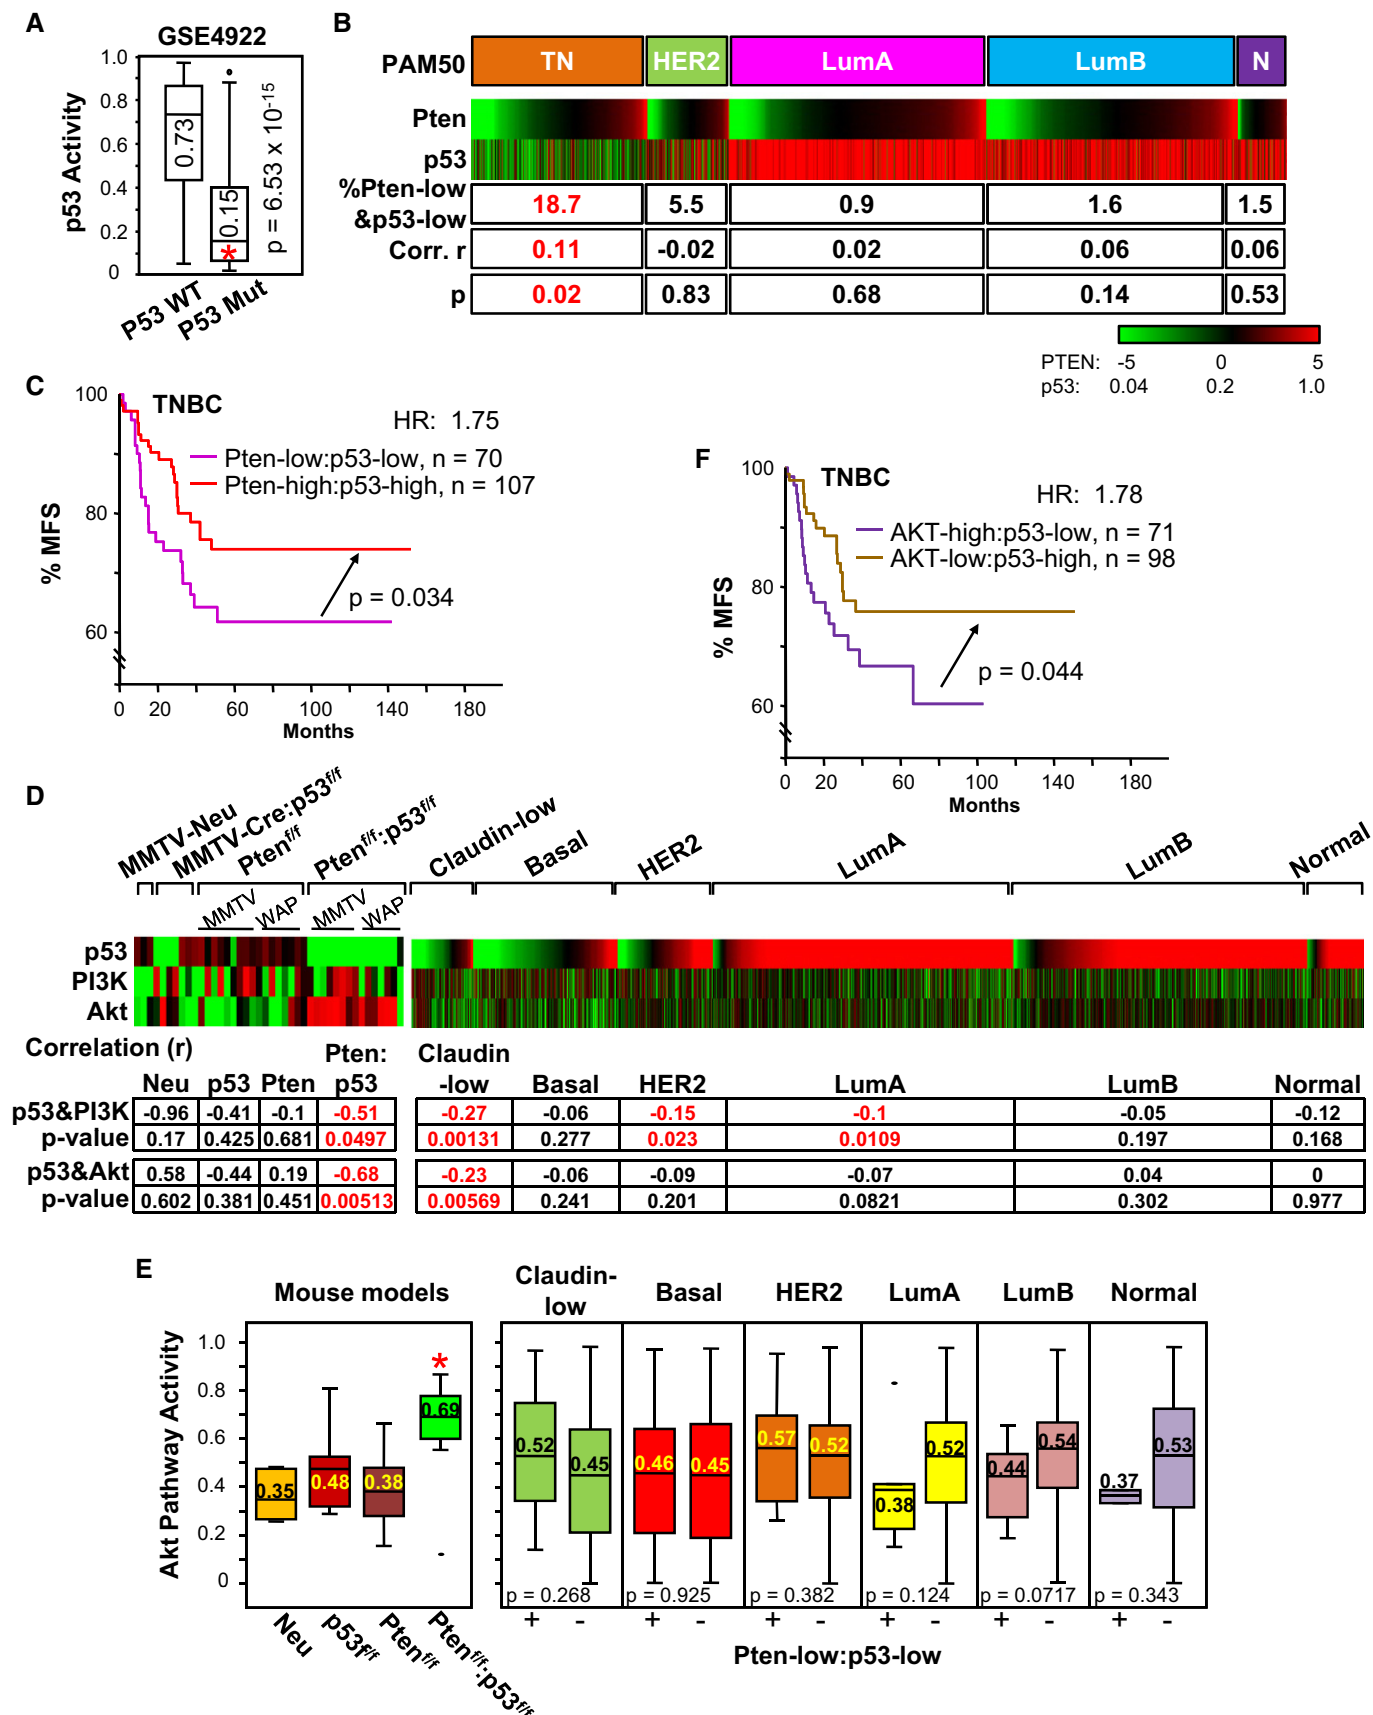 A
GSE4922
p53 Activity
1.0
0.8
0.6
0.4
0.2
0
0.73
0.15
*
p = 6.53 x 10-15
P53 WT
P53 Mut
B
PAM50
TN
HER2
LumA
LumB
N
Pten
p53
%Pten-low &p53-low
18.7
5.5
0.9
1.6
1.5
Corr. r
0.11
-0.02
0.02
0.06
0.06
p
0.02
0.83
0.68
0.14
0.53
PTEN: -5 0 5
p53: 0.04 0.2 1.0
C
TNBC
HR: 1.75
Pten-low:p53-low, n = 70
Pten-high:p53-high, n = 107
% MFS
100
80
60
p = 0.034
0 20 60 100 140 180
Months
F
TNBC
HR: 1.78
AKT-high:p53-low, n = 71
AKT-low:p53-high, n = 98
% MFS
100
80
60
p = 0.044
0 20 60 100 140 180
Months
D
MMTV-Neu
MMTV-Cre:p53f/f
Ptenf/f
Ptenf/f:p53f/f
Claudin-low
Basal
HER2
LumA
LumB
Normal
MMTV
WAP
MMTV
WAP
p53
PI3K
Akt
Correlation (r)
Neu p53 Pten Pten:p53 Claudin-low Basal HER2 LumA LumB Normal
p53&PI3K -0.96 -0.41 -0.1 -0.51 -0.27 -0.06 -0.15 -0.1 -0.05 -0.12
p-value 0.17 0.425 0.681 0.0497 0.00131 0.277 0.023 0.0109 0.197 0.168
p53&Akt 0.58 -0.44 0.19 -0.68 -0.23 -0.06 -0.09 -0.07 0.04 0
p-value 0.602 0.381 0.451 0.00513 0.00569 0.241 0.201 0.0821 0.302 0.977
E
Mouse models
Claudin-low
Basal
HER2
LumA
LumB
Normal
Akt Pathway Activity
1.0
0.8
0.6
0.4
0.2
0
*
0.35
0.48
0.38
0.69
0.52
0.45
0.46
0.45
0.57
0.52
0.38
0.52
0.44
0.54
0.37
0.53
p = 0.268
p = 0.925
p = 0.382
p = 0.124
p = 0.0717
p = 0.343
Neu
p53f/f
Ptenf/f
Ptenf/f:p53f/f
+ - + - + - + - + - + -
Pten-low:p53-low